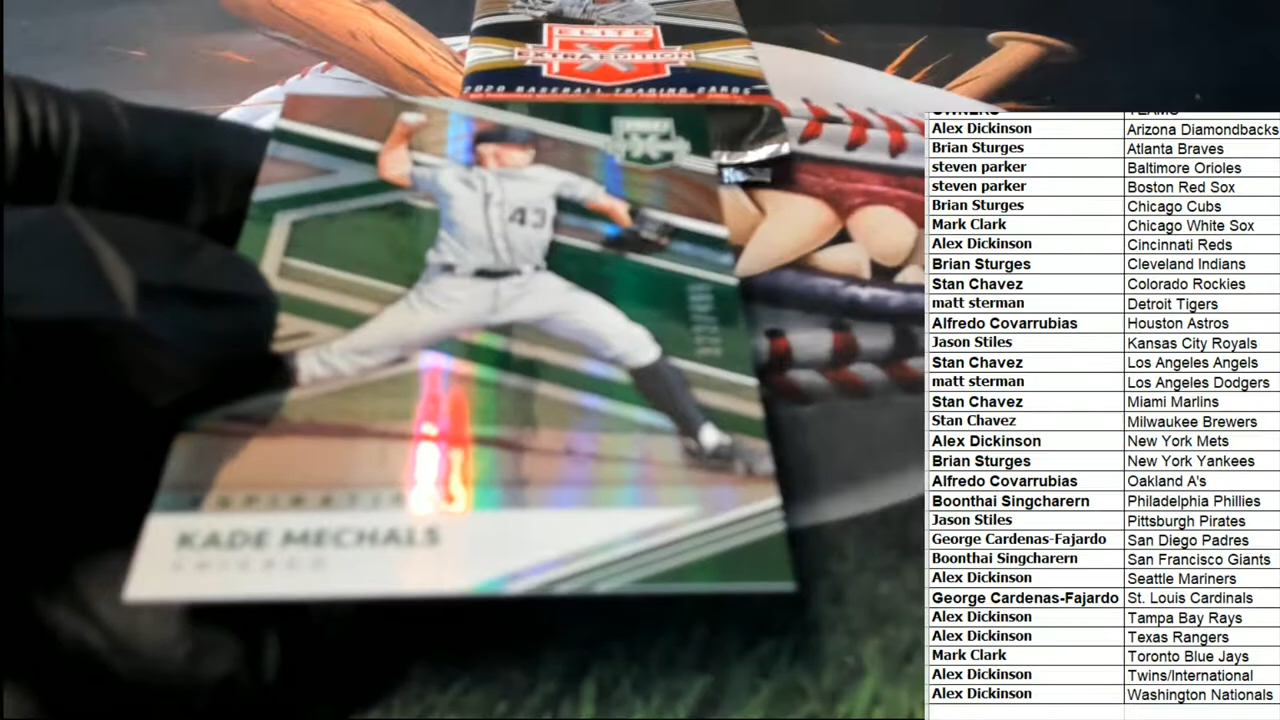 ELITE
EXTRA EDITION
2020 BASEBALL TRADING CARDS
43
KADE MECHALS
CHICAGO
OWNERS TEAMS
Alex Dickinson Arizona Diamondbacks
Brian Sturges Atlanta Braves
steven parker Baltimore Orioles
steven parker Boston Red Sox
Brian Sturges Chicago Cubs
Mark Clark Chicago White Sox
Alex Dickinson Cincinnati Reds
Brian Sturges Cleveland Indians
Stan Chavez Colorado Rockies
matt sterman Detroit Tigers
Alfredo Covarrubias Houston Astros
Jason Stiles Kansas City Royals
Stan Chavez Los Angeles Angels
matt sterman Los Angeles Dodgers
Stan Chavez Miami Marlins
Stan Chavez Milwaukee Brewers
Alex Dickinson New York Mets
Brian Sturges New York Yankees
Alfredo Covarrubias Oakland A's
Boonthai Singcharern Philadelphia Phillies
Jason Stiles Pittsburgh Pirates
George Cardenas-Fajardo San Diego Padres
Boonthai Singcharern San Francisco Giants
Alex Dickinson Seattle Mariners
George Cardenas-Fajardo St. Louis Cardinals
Alex Dickinson Tampa Bay Rays
Alex Dickinson Texas Rangers
Mark Clark Toronto Blue Jays
Alex Dickinson Twins/International
Alex Dickinson Washington Nationals